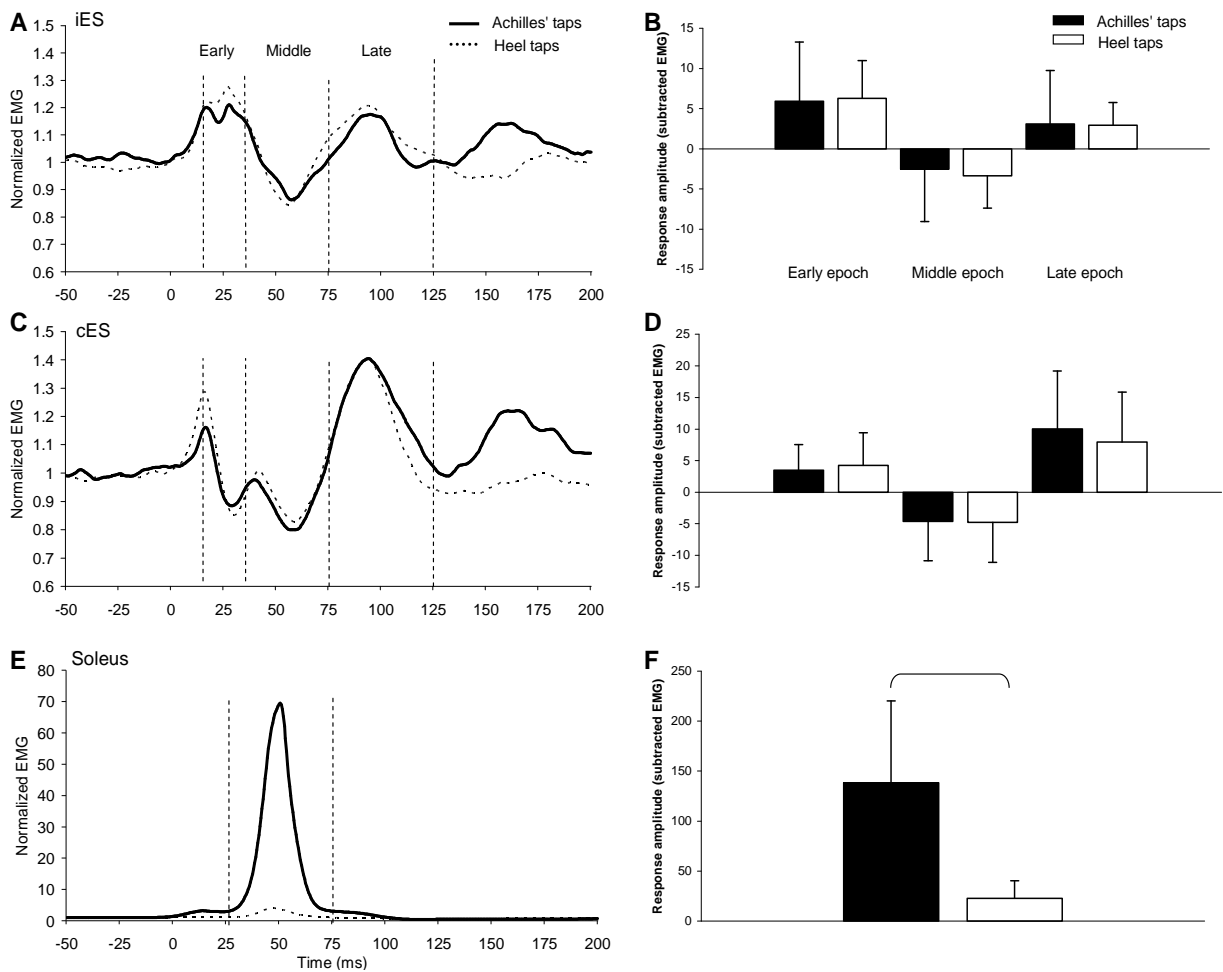 A iES
Achilles' taps
Heel taps
Early Middle Late
Normalized EMG
1.5
1.4
1.3
1.2
1.1
1
0.9
0.8
0.7
0.6
-50 -25 0 25 50 75 100 125 150 175 200
B
Achilles' taps
Heel taps
Response amplitude (subtracted EMG)
15
10
5
0
-5
-10
-15
Early epoch Middle epoch Late epoch
C cES
Normalized EMG
1.5
1.4
1.3
1.2
1.1
1
0.9
0.8
0.7
0.6
-50 -25 0 25 50 75 100 125 150 175 200
D
Response amplitude (subtracted EMG)
25
20
15
10
5
0
-5
-10
-15
E Soleus
Normalized EMG
80
70
60
50
40
30
20
10
0
-50 -25 0 25 50 75 100 125 150 175 200
Time (ms)
F
Response amplitude (subtracted EMG)
250
200
150
100
50
0